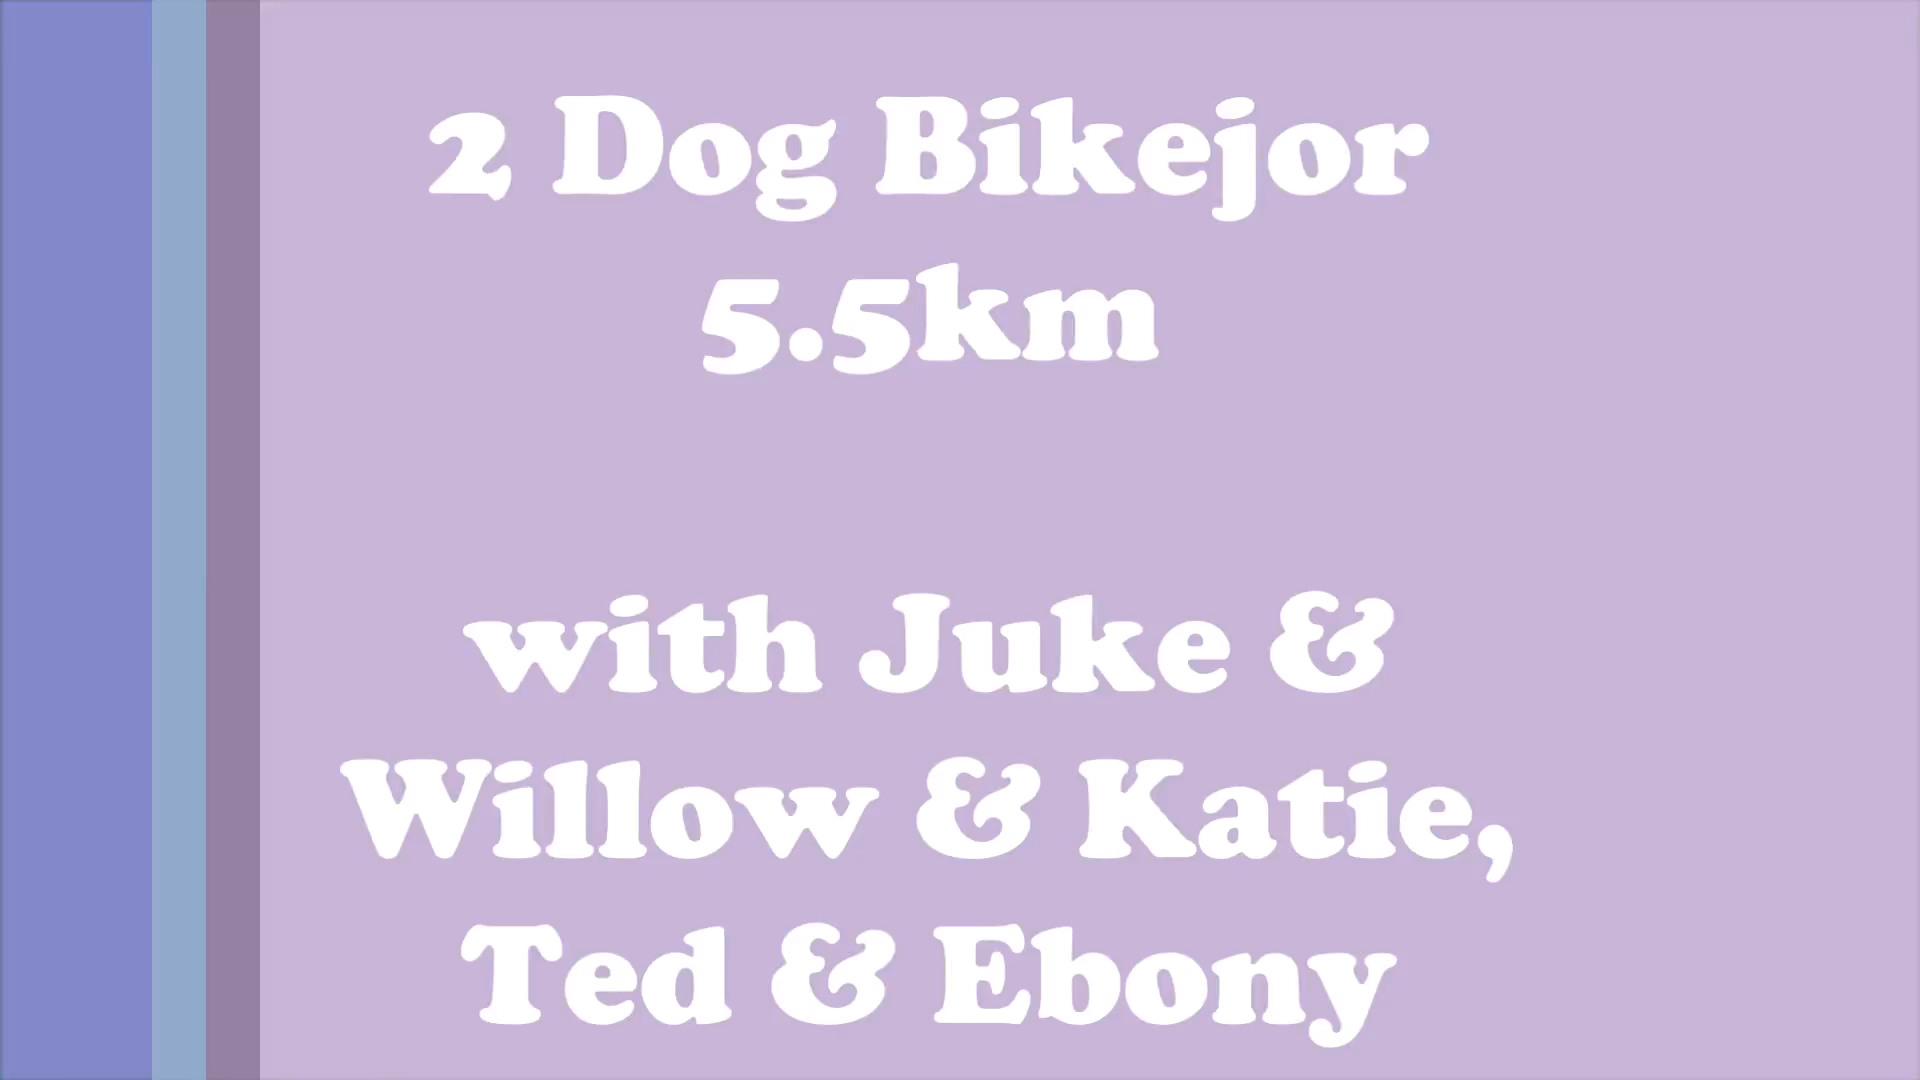 2 Dog Bikejor
5.5km
with Juke &
Willow & Katie,
Ted & Ebony